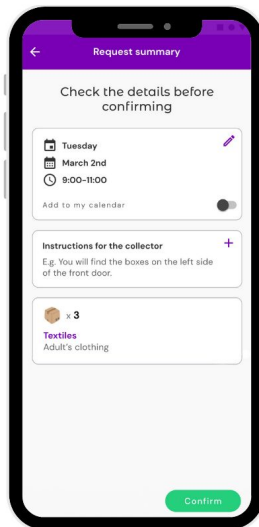 Request summary
Check the details before
confirming
Tuesday
March 2nd
9:00-11:00
Add to my calendar
Instructions for the collector
E.g. You will find the boxes on the left side
of the front door.
x 3
Textiles
Adult's clothing
Confirm